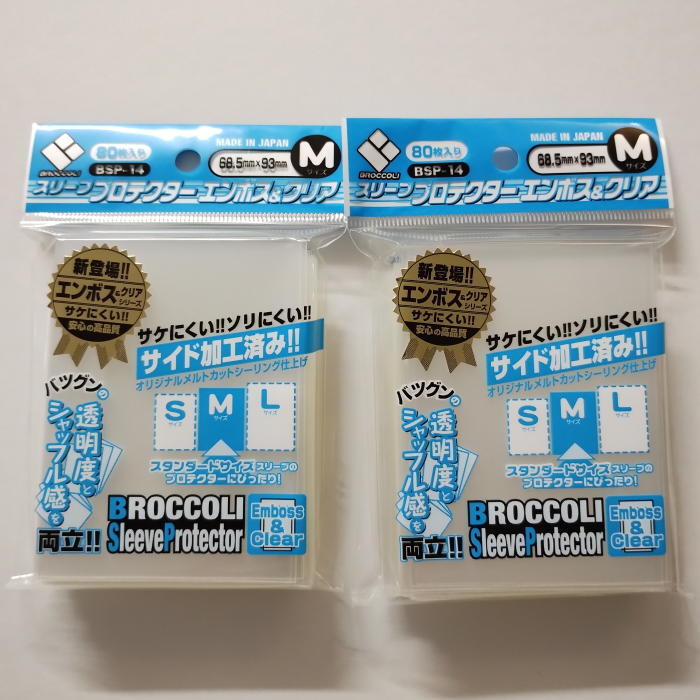 BROCCOLI
80枚入り
BSP-14
MADE IN JAPAN
68.5mm×93mm
M
サイズ
スリーブプロテクターエンボス&クリア
新登場!!
エンボス&クリア
シリーズ
サケにくい!!
安心の高品質
サケにくい!!ソリにくい!!
サイド加工済み!!
オリジナルメルトカットシーリング仕上げ
バツグンの
透明度と
シャッフル感を
両立!!
S
サイズ
M
サイズ
L
サイズ
スタンダードサイズスリーブの
プロテクターにぴったり!
BROCCOLI
SleeveProtector
Emboss
&
Clear
BROCCOLI
80枚入り
BSP-14
MADE IN JAPAN
68.5mm×93mm
M
サイズ
スリーブプロテクターエンボス&クリア
新登場!!
エンボス&クリア
シリーズ
サケにくい!!
安心の高品質
サケにくい!!ソリにくい!!
サイド加工済み!!
オリジナルメルトカットシーリング仕上げ
バツグンの
透明度と
シャッフル感を
両立!!
S
サイズ
M
サイズ
L
サイズ
スタンダードサイズスリーブの
プロテクターにぴったり!
BROCCOLI
SleeveProtector
Emboss
&
Clear